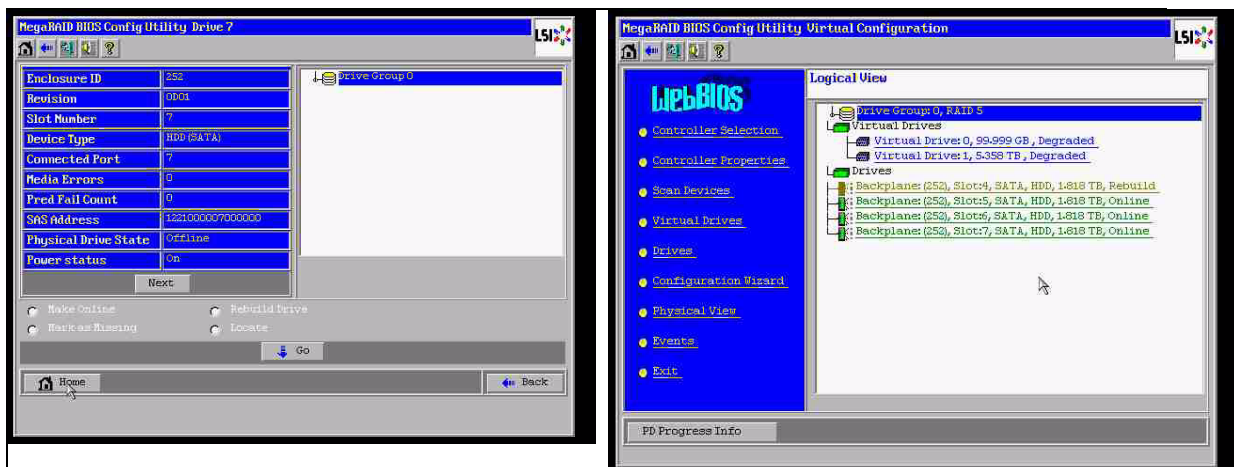 MegaRAID BIOS Config Utility Drive 7
LSI
Enclosure ID 252
Revision 0D01
Slot Number 7
Device Type HDD (SATA)
Connected Port 7
Media Errors 0
Pred Fail Count 0
SAS Address 1221000007000000
Physical Drive State Offline
Power status On
Next
Drive Group 0
Make Online Rebuild Drive
Mark as Missing Locate
Go
Home Back
MegaRAID BIOS Config Utility Virtual Configuration
LSI
WebBIOS
Controller Selection
Controller Properties
Scan Devices
Virtual Drives
Drives
Configuration Wizard
Physical View
Events
Exit
Logical View
Drive Group: 0, RAID 5
Virtual Drives
Virtual Drive: 0, 99.999 GB, Degraded
Virtual Drive: 1, 5.358 TB, Degraded
Drives
Backplane: (252), Slot:4, SATA, HDD, 1.818 TB, Rebuild
Backplane: (252), Slot:5, SATA, HDD, 1.818 TB, Online
Backplane: (252), Slot:6, SATA, HDD, 1.818 TB, Online
Backplane: (252), Slot:7, SATA, HDD, 1.818 TB, Online
PD Progress Info